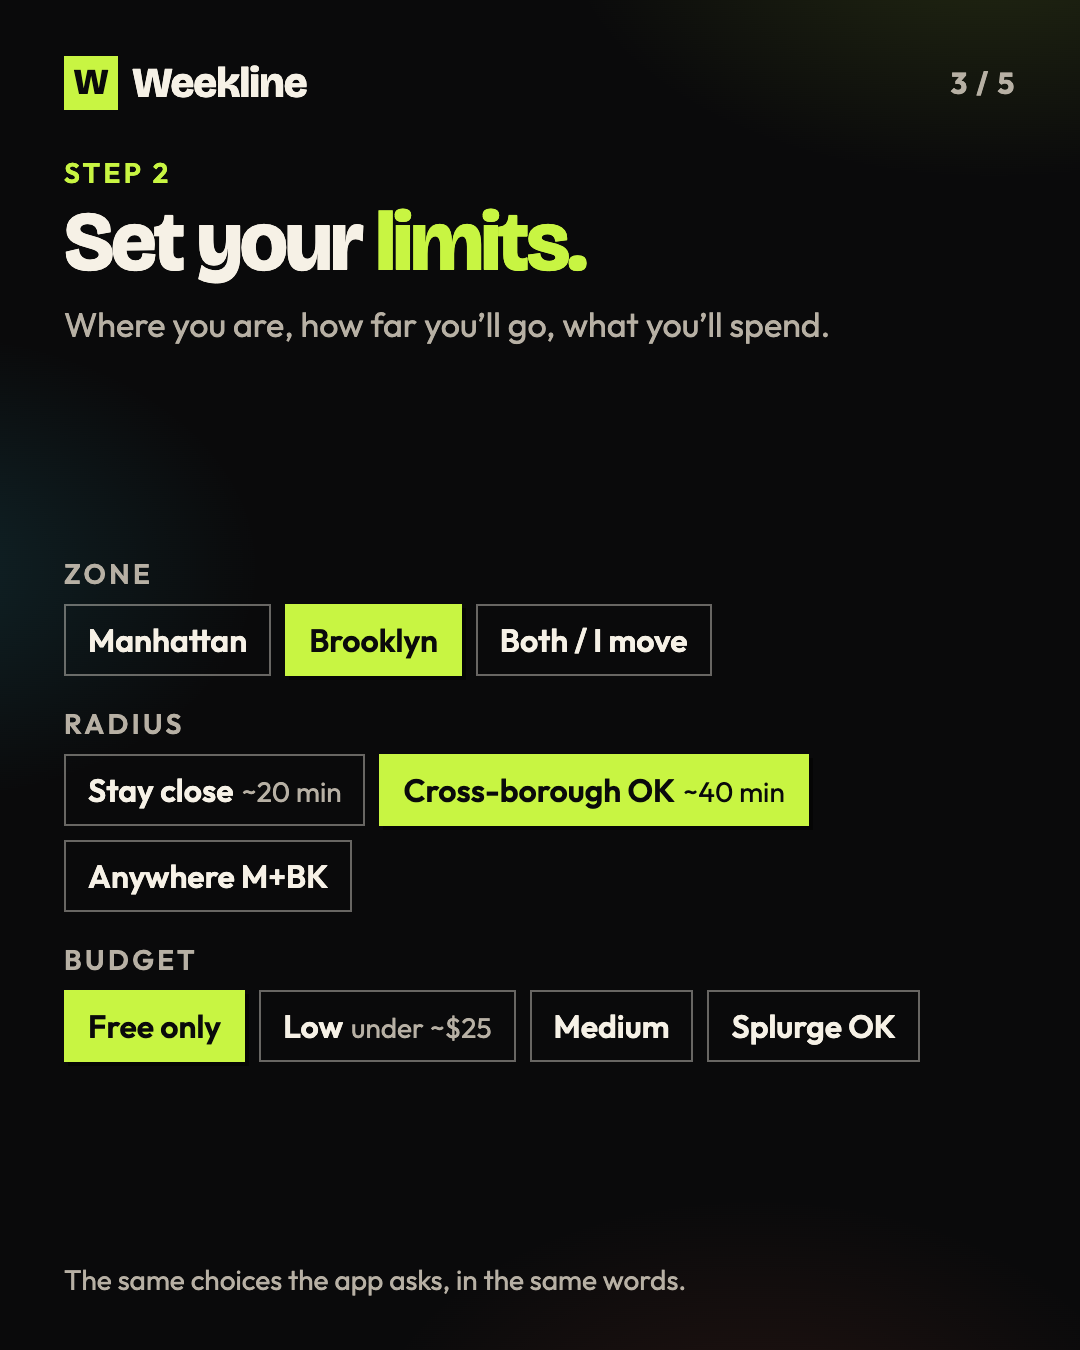 W Weekline
3 / 5
STEP 2
Set your limits.
Where you are, how far you’ll go, what you’ll spend.
ZONE
Manhattan Brooklyn Both / I move
RADIUS
Stay close ~20 min Cross-borough OK ~40 min
Anywhere M+BK
BUDGET
Free only Low under ~$25 Medium Splurge OK
The same choices the app asks, in the same words.